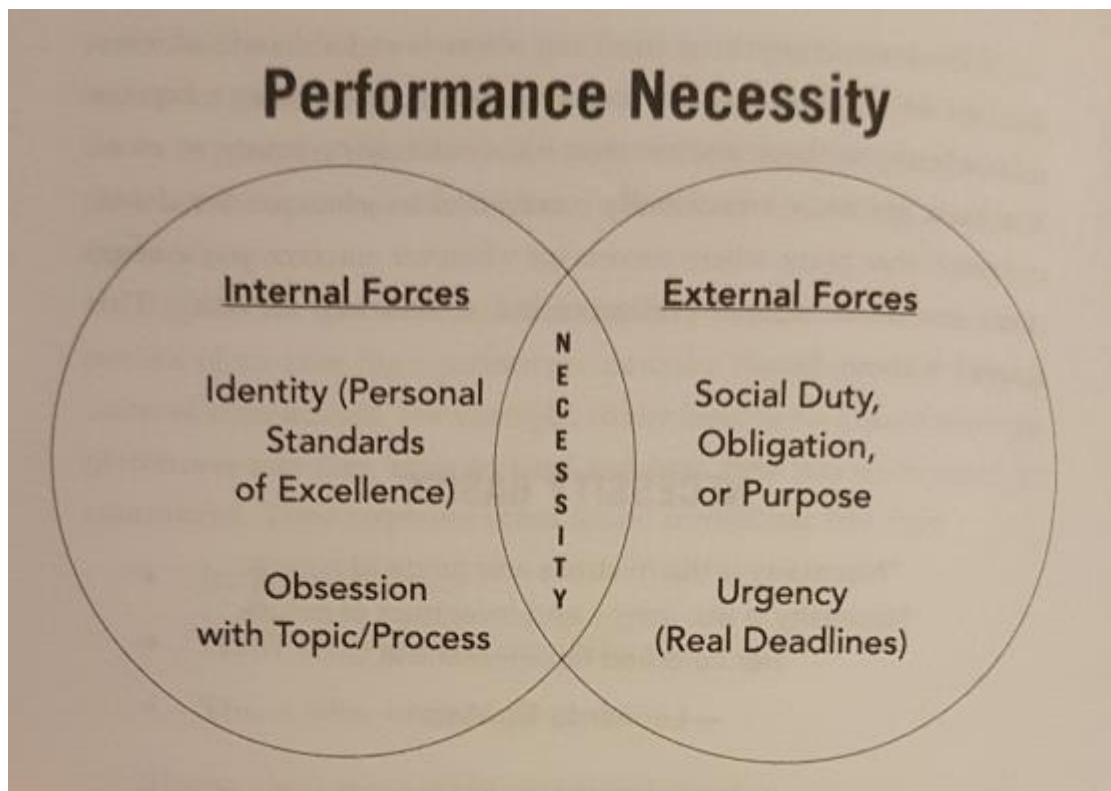 Performance Necessity
Internal Forces
Identity (Personal
Standards
of Excellence)
Obsession
with Topic/Process
NECESSITY
External Forces
Social Duty,
Obligation,
or Purpose
Urgency
(Real Deadlines)